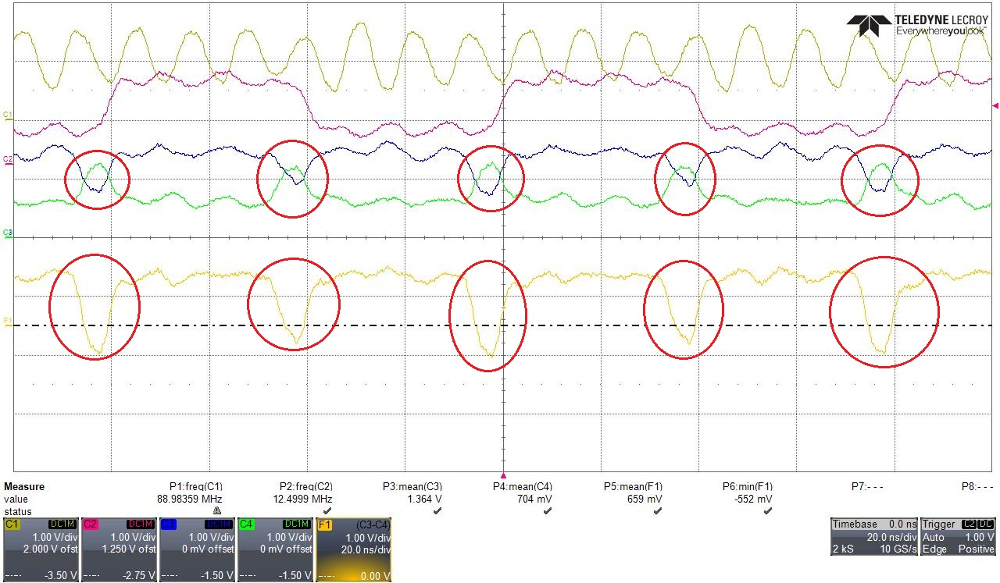 TELEDYNE LECROY
Everywhereyoulook™
C1
C2
C3
F1
Measure P1:freq(C1) P2:freq(C2) P3:mean(C3) P4:mean(C4) P5:mean(F1) P6:min(F1) P7:--- P8:---
value 88.98359 MHz 12.4999 MHz 1.364 V 704 mV 659 mV -552 mV
status
C1 DC1M
1.00 V/div
2.000 V ofst
-3.50 V
C2 DC1M
1.00 V/div
1.250 V ofst
-2.75 V
C3 DC1M
1.00 V/div
0 mV offset
-1.50 V
C4 DC1M
1.00 V/div
0 mV offset
-1.50 V
F1 (C3-C4)
1.00 V/div
20.0 ns/div
0.00 V
Timebase 0.0 ns
20.0 ns/div
2 kS 10 GS/s
Trigger C2 DC
Auto 1.00 V
Edge Positive